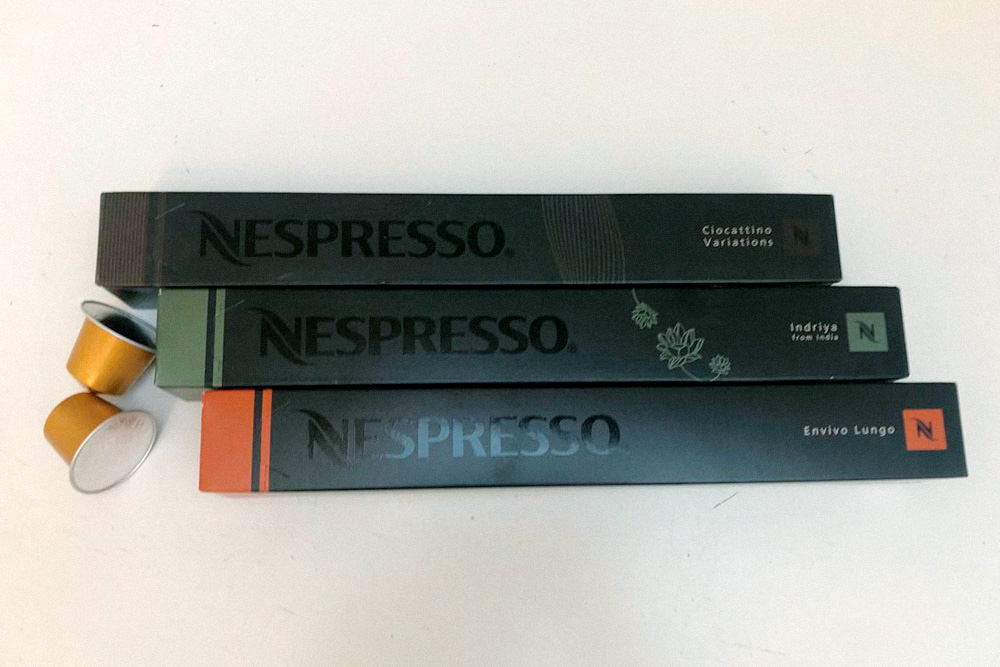 NESPRESSO®
Ciocattino
Variations
NESPRESSO®
Indriya
from India
NESPRESSO
Envivo Lungo